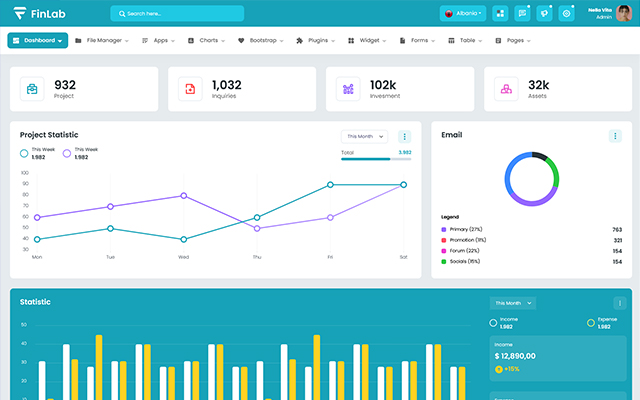 FinLab
Search here...
Albania
Nella Vita
Admin
Dashboard
File Manager
Apps
Charts
Bootstrap
Plugins
Widget
Forms
Table
Pages
932
Project
1,032
Inquiries
102k
Invesment
32k
Assets
Project Statistic
This Month
This Week
1.982
This Week
1.982
Total
3.982
100
90
80
70
60
50
40
30
Mon
Tue
Wed
Thu
Fri
Sat
Email
Legend
Primary (27%) 763
Promotion (11%) 321
Forum (22%) 154
Socials (15%) 154
Statistic
This Month
50
40
30
20
10
Income
1.982
Expense
1.982
Income
$ 12,890,00
+15%